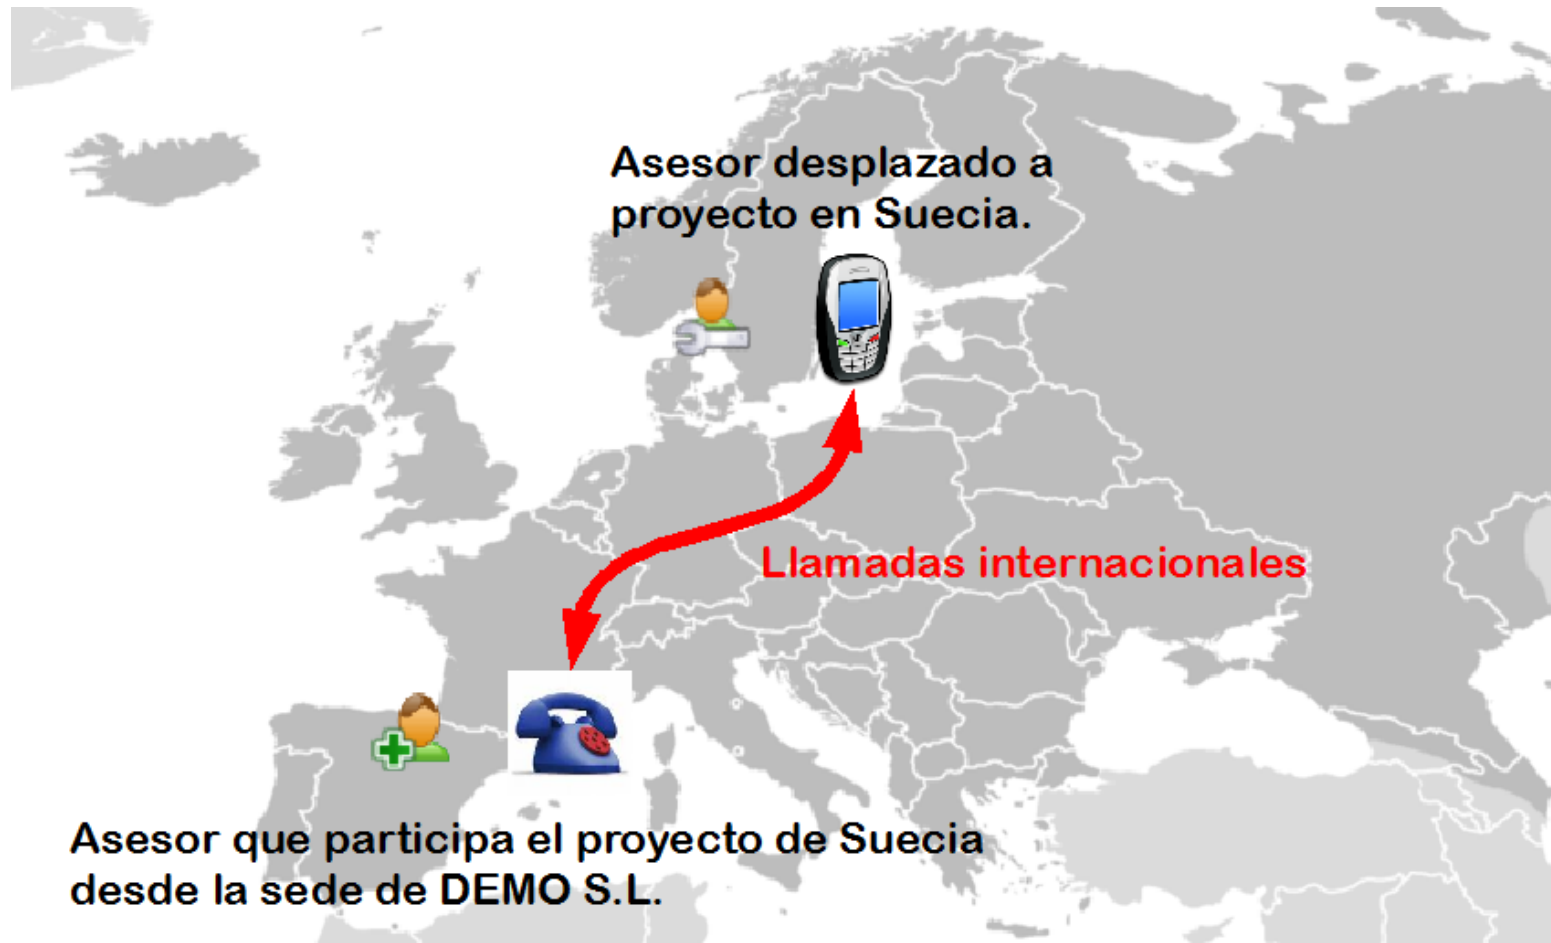 Asesor desplazado a
proyecto en Suecia.
Llamadas internacionales
Asesor que participa el proyecto de Suecia
desde la sede de DEMO S.L.